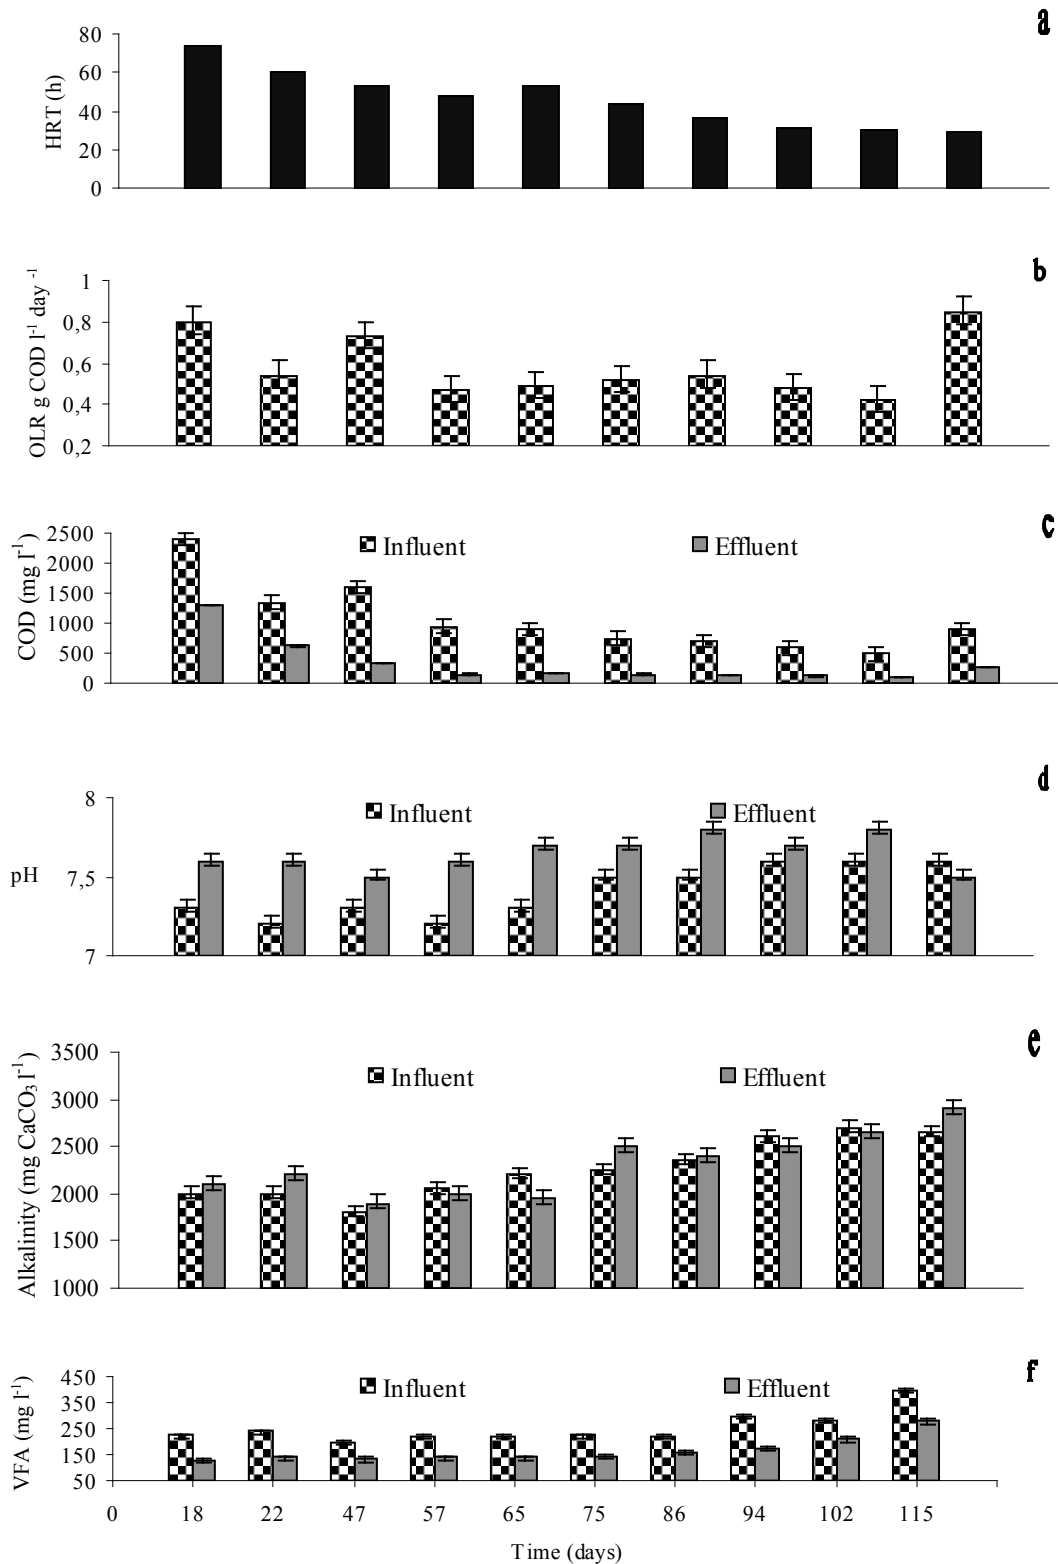 a
80
60
40
20
0
HRT (h)
b
1
0,8
0,6
0,4
0,2
OLR g COD l⁻¹ day ⁻¹
c
2500
2000
1500
1000
500
0
COD (mg l⁻¹)
Influent
Effluent
d
8
7,5
7
pH
Influent
Effluent
e
3500
3000
2500
2000
1500
1000
Alkalinity (mg CaCO₃ l⁻¹)
Influent
Effluent
f
450
350
250
150
50
VFA (mg l⁻¹)
Influent
Effluent
0 18 22 47 57 65 75 86 94 102 115
Time (days)